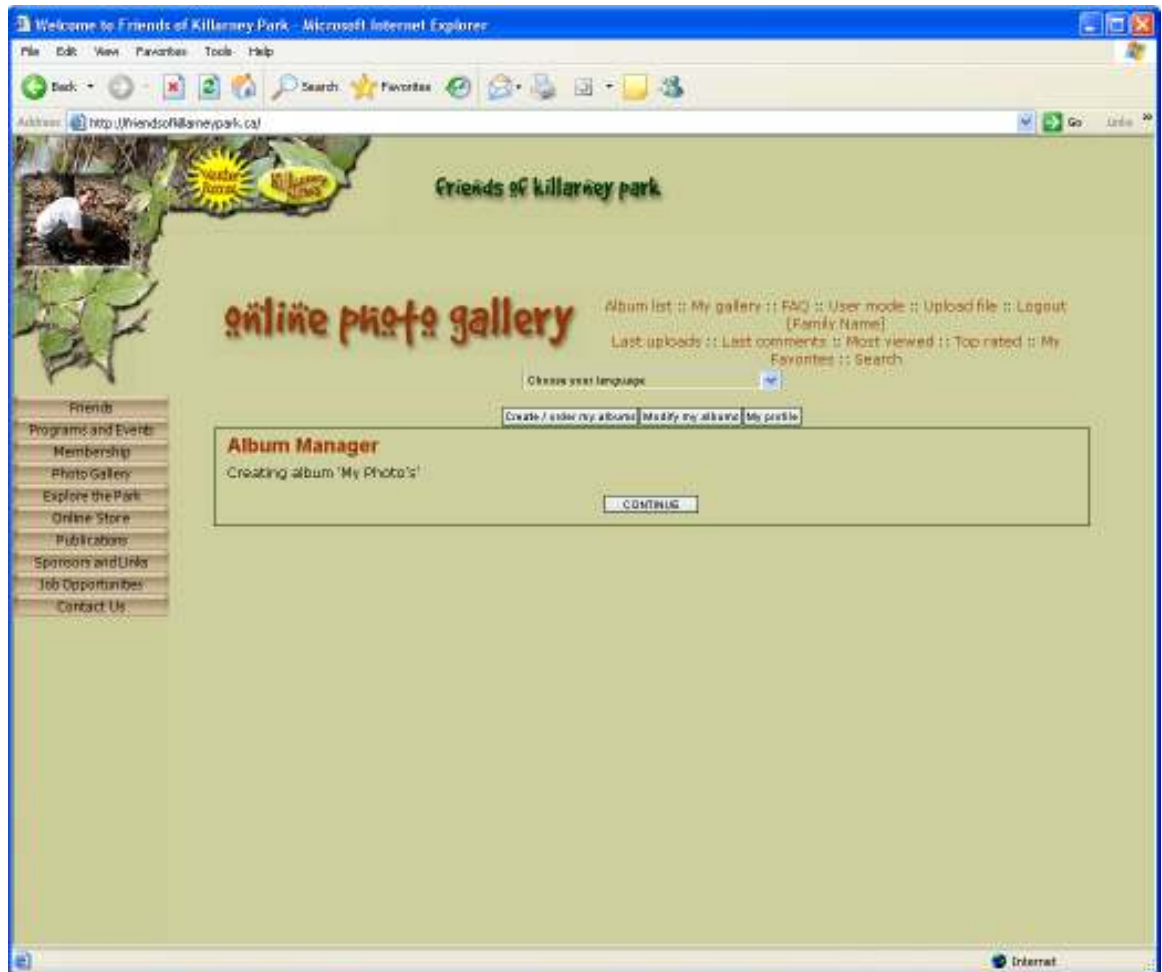 Welcome to Friends of Killarney Park - Microsoft Internet Explorer
File Edit View Favorites Tools Help
Back Search Favorites
Address http://friendsofkillarneypark.ca/ Go Links »
Weather Killarney
friends of killarney park
online photo gallery
Album list :: My gallery :: FAQ :: User mode :: Upload file :: Logout
[Family Name]
Last uploads :: Last comments :: Most viewed :: Top rated :: My
Favorites :: Search
Choose your language
Create / order my albums Modify my albums My profile
Friends
Programs and Events
Membership
Photo Gallery
Explore the Park
Online Store
Publications
Sponsors and Links
Job Opportunities
Contact Us
Album Manager
Creating album 'My Photo's'
CONTINUE
Internet